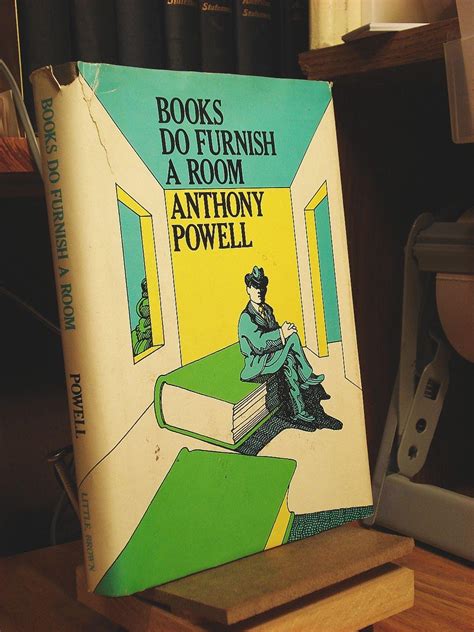 BOOKS
DO FURNISH
A ROOM
ANTHONY
POWELL
BOOKS DO FURNISH A ROOM
POWELL
LITTLE, BROWN